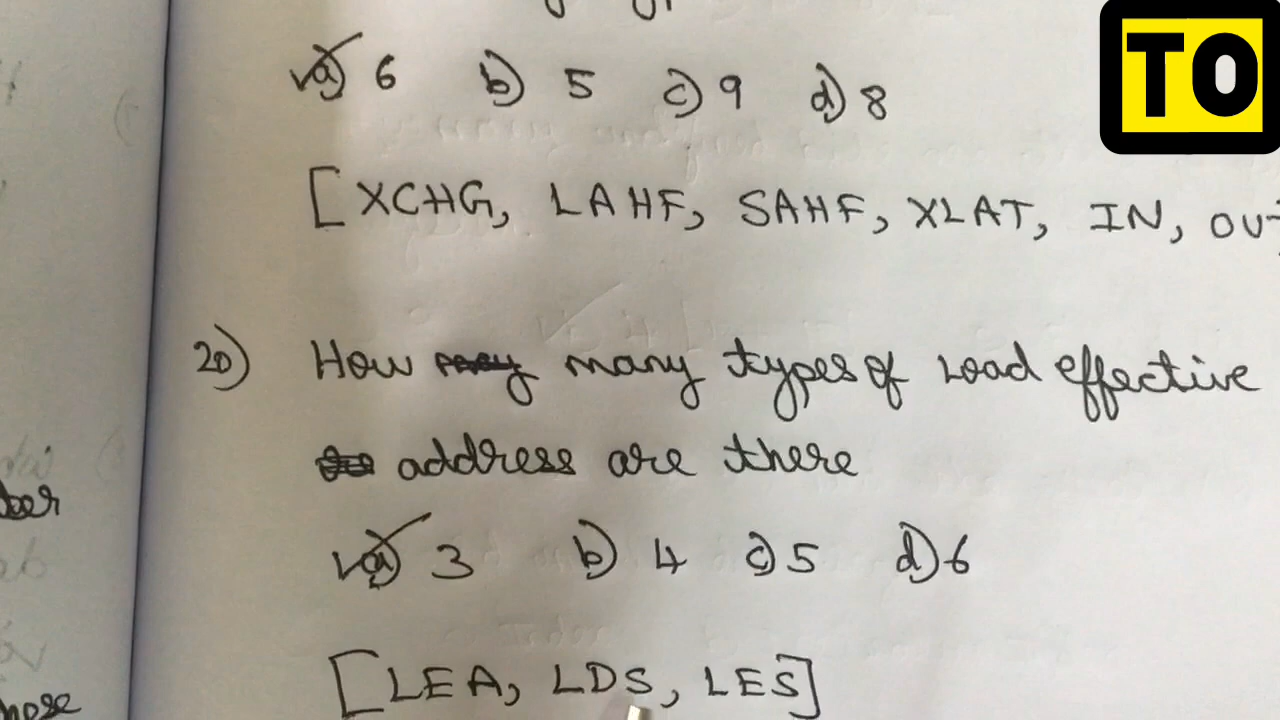 TO
a) 6 b) 5 c) 9 d) 8
[XCHG, LAHF, SAHF, XLAT, IN,
20) How many types of Load effective
address are there
a) 3 b) 4 c) 5 d) 6
[LEA, LDS, LES]